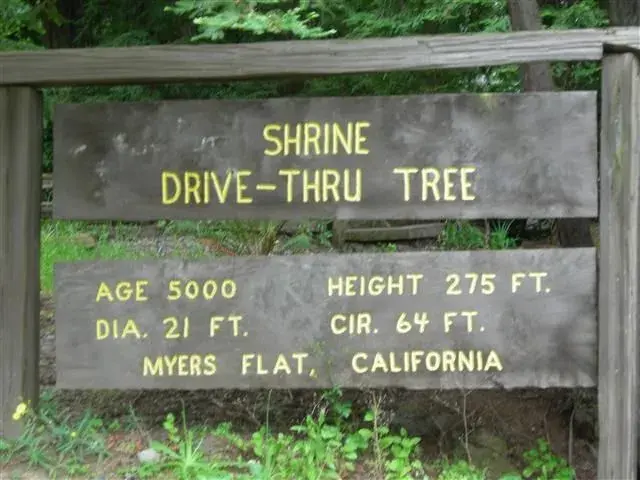 SHRINE
DRIVE-THRU TREE
AGE 5000 HEIGHT 275 FT.
DIA. 21 FT. CIR. 64 FT.
MYERS FLAT, CALIFORNIA